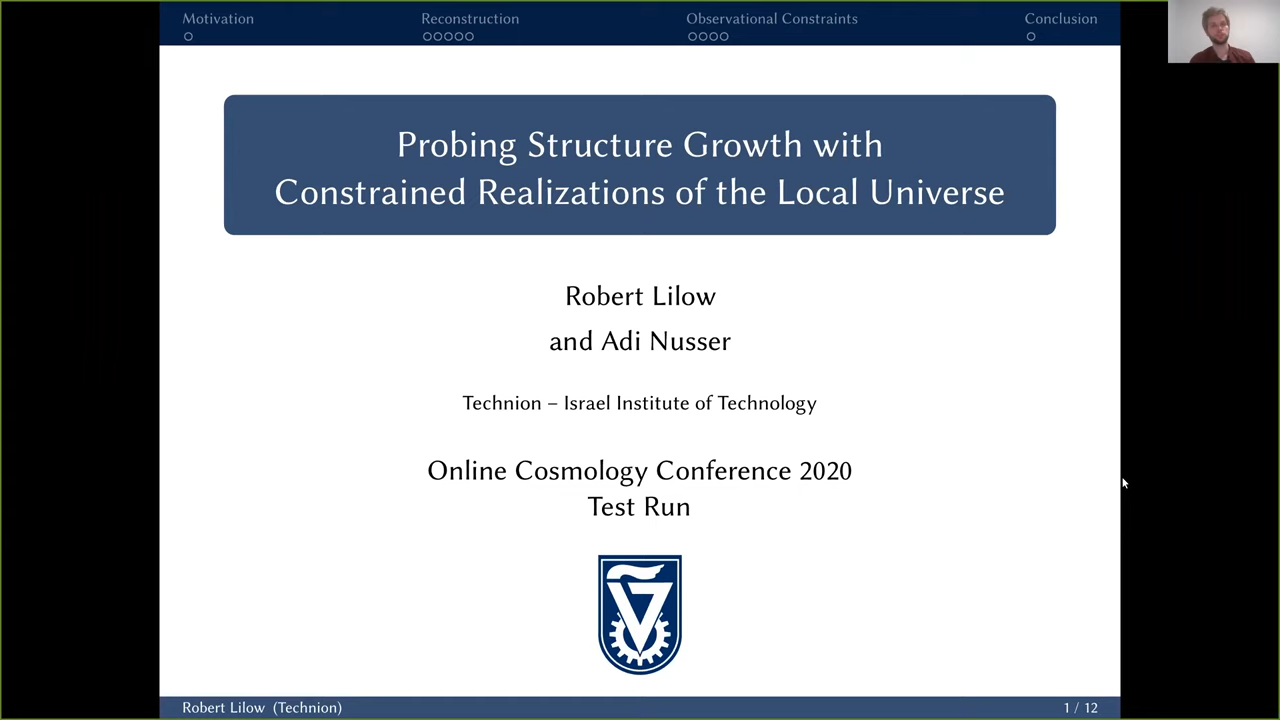 Motivation
Reconstruction
Observational Constraints
Conclusion
Probing Structure Growth with
Constrained Realizations of the Local Universe
Robert Lilow
and Adi Nusser
Technion – Israel Institute of Technology
Online Cosmology Conference 2020
Test Run
Robert Lilow (Technion)
1 / 12